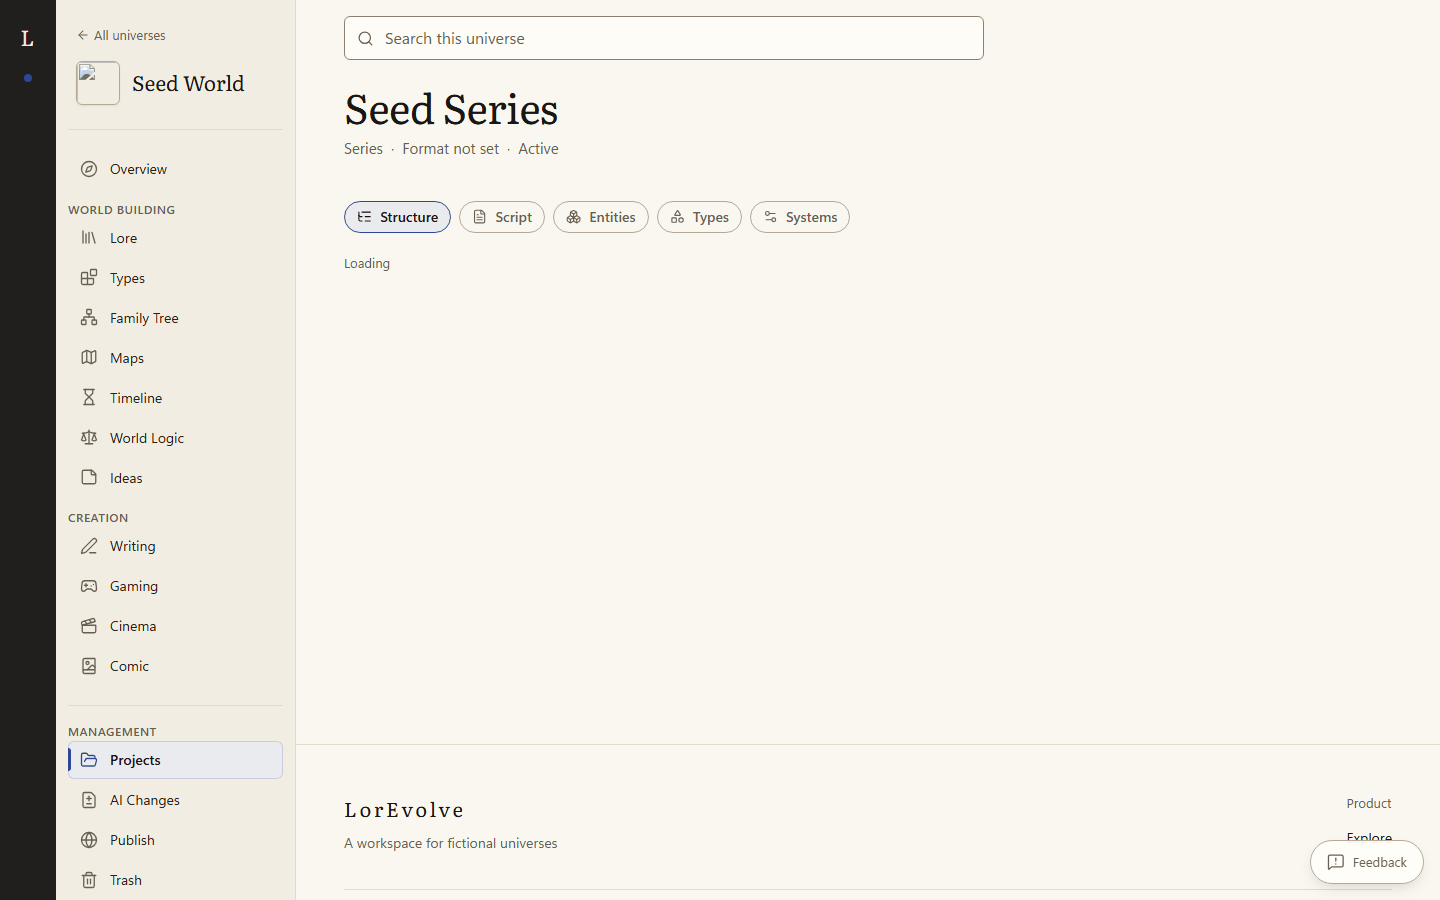 L
All universes
Seed World
Overview
WORLD BUILDING
Lore
Types
Family Tree
Maps
Timeline
World Logic
Ideas
CREATION
Writing
Gaming
Cinema
Comic
MANAGEMENT
Projects
AI Changes
Publish
Trash
Search this universe
Seed Series
Series · Format not set · Active
Structure Script Entities Types Systems
Loading
LorEvolve
A workspace for fictional universes
Product
Explore
Feedback